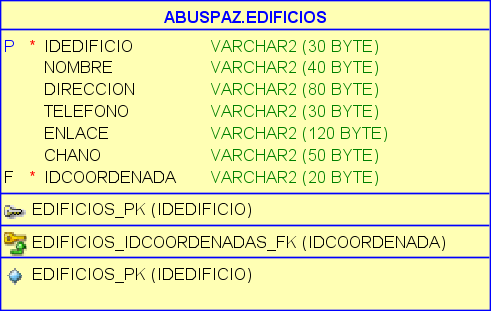 ABUSPAZ.EDIFICIOS
P * IDEDIFICIO VARCHAR2 (30 BYTE)
NOMBRE VARCHAR2 (40 BYTE)
DIRECCION VARCHAR2 (80 BYTE)
TELEFONO VARCHAR2 (30 BYTE)
ENLACE VARCHAR2 (120 BYTE)
CHANO VARCHAR2 (50 BYTE)
F * IDCOORDENADA VARCHAR2 (20 BYTE)
EDIFICIOS_PK (IDEDIFICIO)
EDIFICIOS_IDCOORDENADAS_FK (IDCOORDENADA)
EDIFICIOS_PK (IDEDIFICIO)